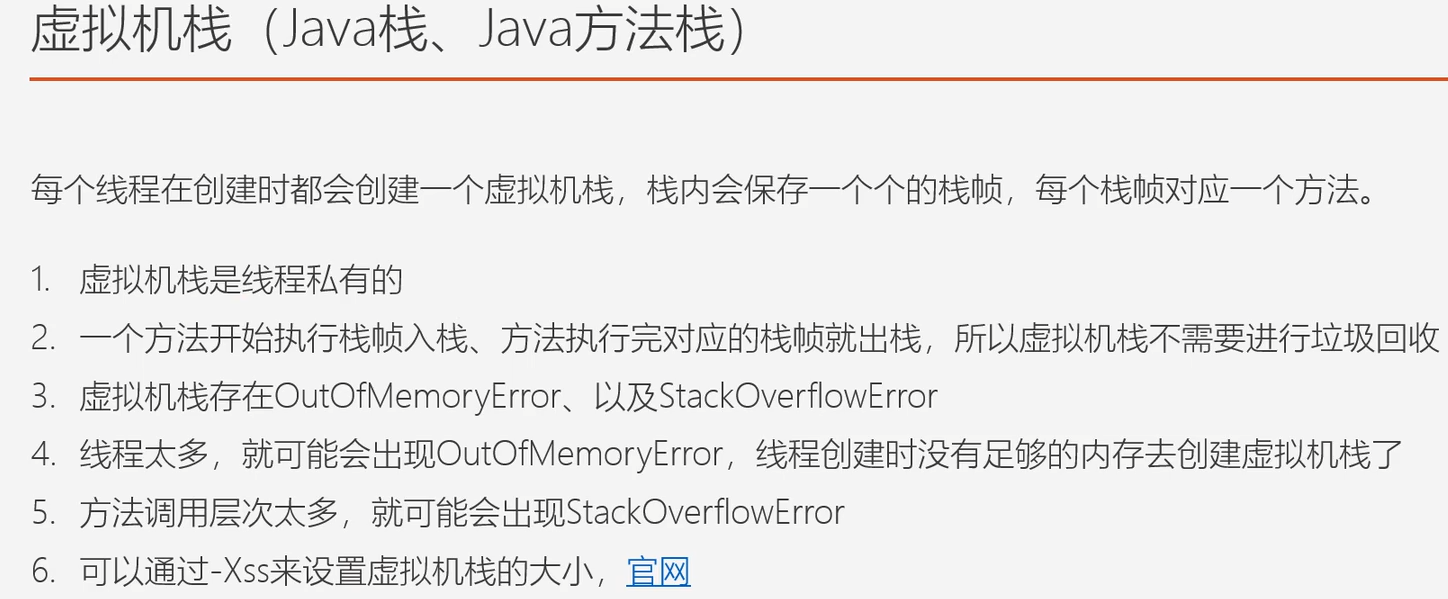 虚拟机栈（Java栈、Java方法栈）
每个线程在创建时都会创建一个虚拟机栈，栈内会保存一个个的栈帧，每个栈帧对应一个方法。
1. 虚拟机栈是线程私有的
2. 一个方法开始执行栈帧入栈、方法执行完对应的栈帧就出栈，所以虚拟机栈不需要进行垃圾回收
3. 虚拟机栈存在OutOfMemoryError、以及StackOverflowError
4. 线程太多，就可能会出现OutOfMemoryError，线程创建时没有足够的内存去创建虚拟机栈了
5. 方法调用层次太多，就可能会出现StackOverflowError
6. 可以通过-Xss来设置虚拟机栈的大小，官网